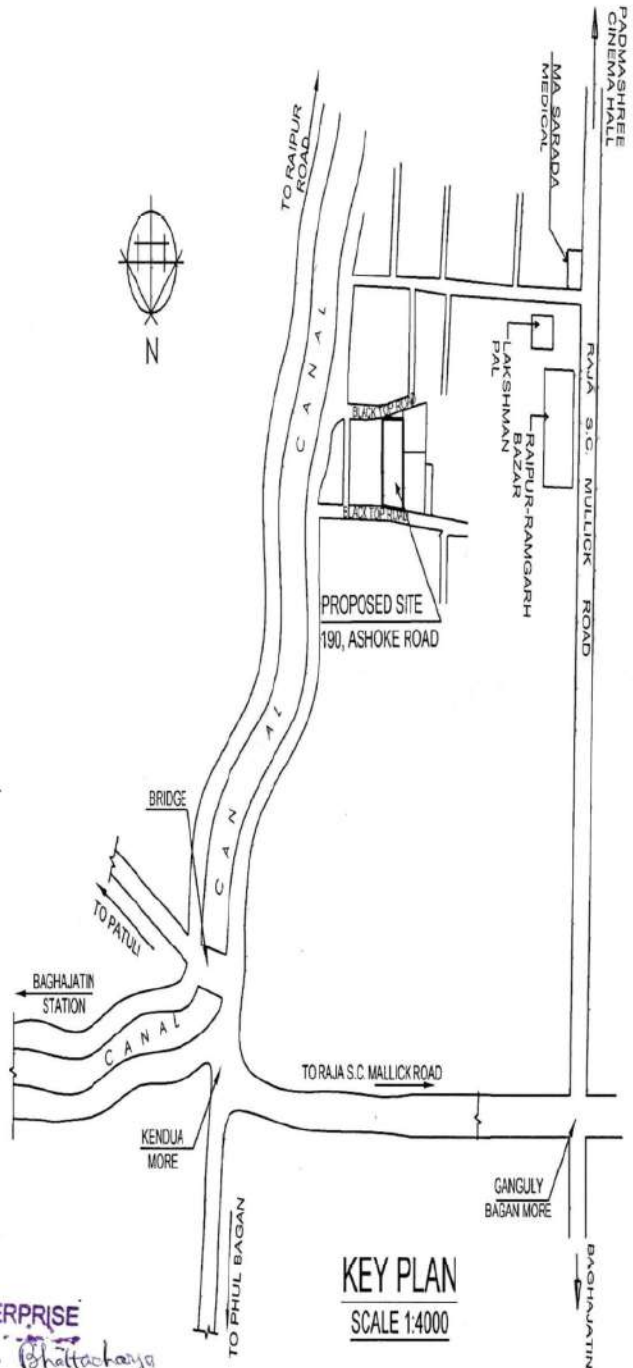 PADMASHREE
CINEMA HALL
MA SARADA
MEDICAL
TO RAIPUR
ROAD
N
CANAL
RAJA S.C. MULLICK ROAD
LAKSHMAN
PAL
RAIPUR-RAMGARH
BAZAR
BLACK TOP ROAD
BLACK TOP ROAD
PROPOSED SITE
190, ASHOKE ROAD
CANAL
BRIDGE
TO PATULI
BAGHAJATIN
STATION
CANAL
TO RAJA S.C. MALLICK ROAD
KENDUA
MORE
GANGULY
BAGAN MORE
TO PHUL BAGAN
BAGHAJATIN
KEY PLAN
SCALE 1:4000
ERPRISE
Bhattacharya